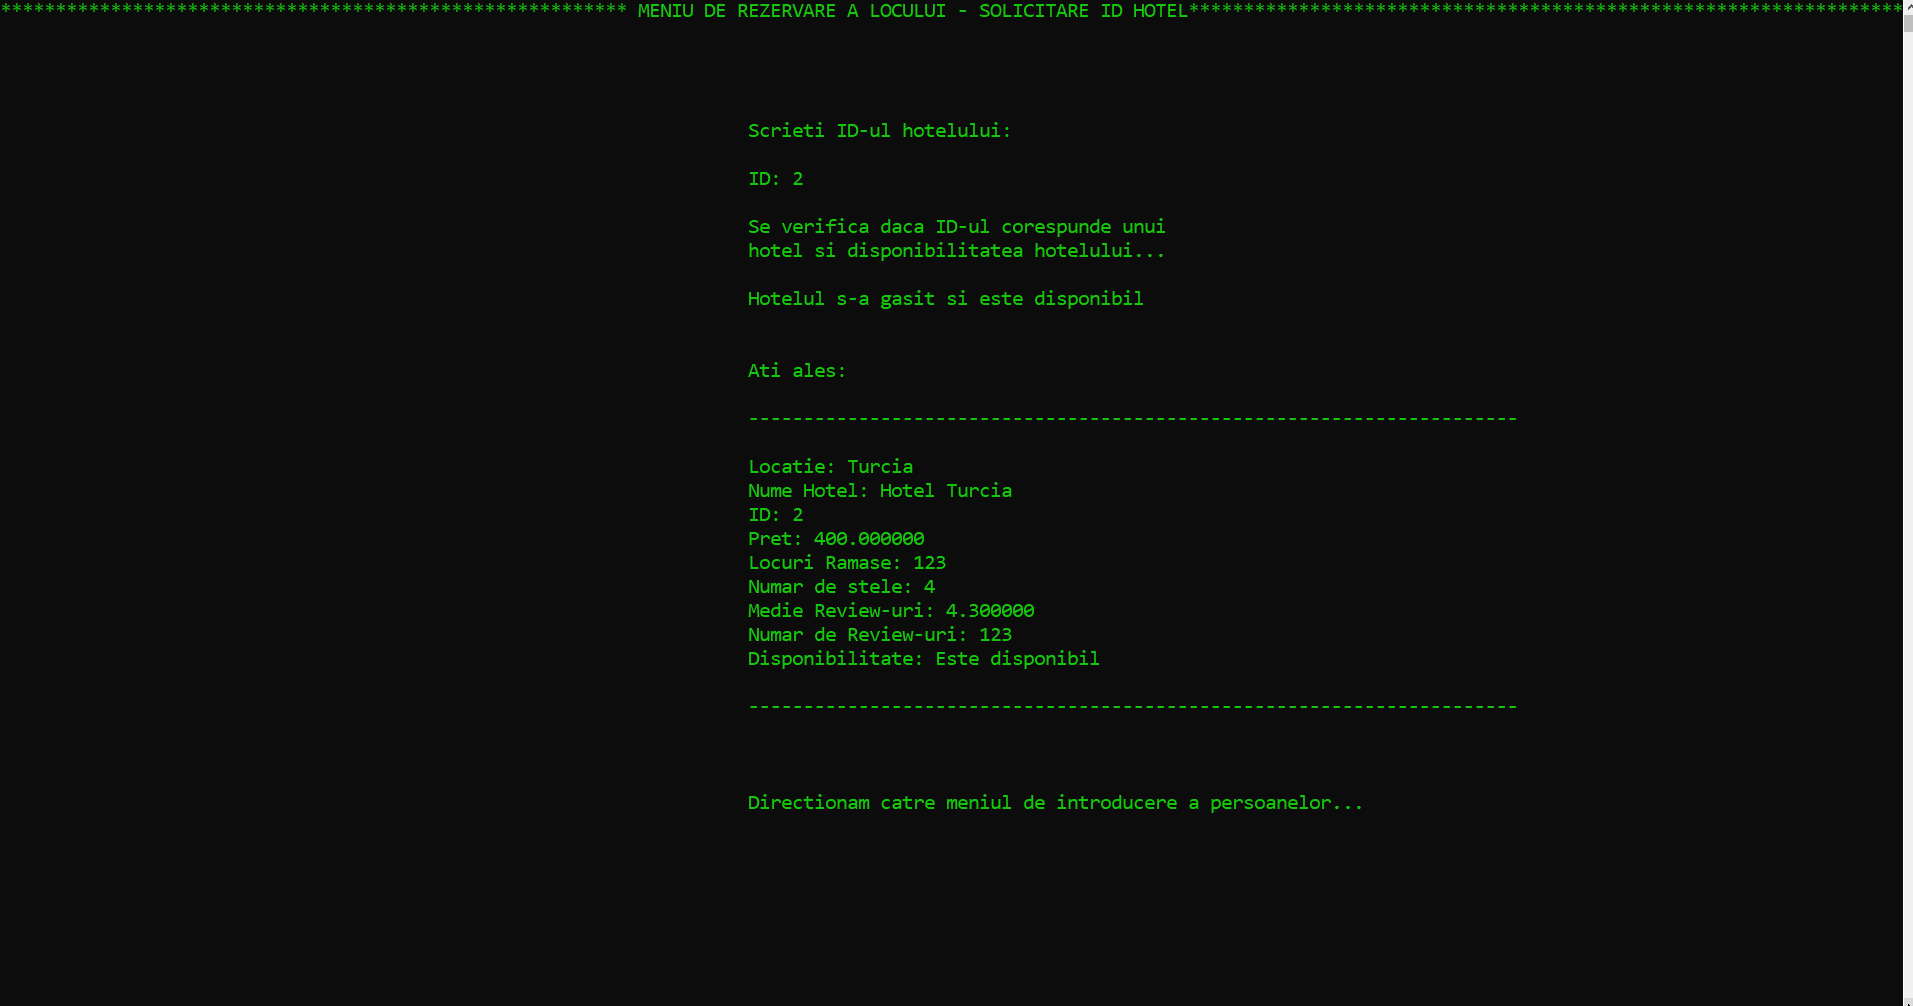 ********************************************************* MENIU DE REZERVARE A LOCULUI - SOLICITARE ID HOTEL*****************************************************************
Scrieti ID-ul hotelului:
ID: 2
Se verifica daca ID-ul corespunde unui
hotel si disponibilitatea hotelului...
Hotelul s-a gasit si este disponibil
Ati ales:
----------------------------------------------------------------------
Locatie: Turcia
Nume Hotel: Hotel Turcia
ID: 2
Pret: 400.000000
Locuri Ramase: 123
Numar de stele: 4
Medie Review-uri: 4.300000
Numar de Review-uri: 123
Disponibilitate: Este disponibil
----------------------------------------------------------------------
Directionam catre meniul de introducere a persoanelor...